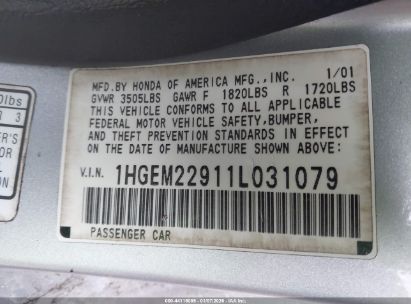 MFD.BY HONDA OF AMERICA MFG.,INC. 1/01
GVWR 3505LBS GAWR F 1820LBS R 1720LBS
THIS VEHICLE CONFORMS TO ALL APPLICABLE
FEDERAL MOTOR VEHICLE SAFETY,BUMPER,
AND THEFT PREVENTION STANDARDS IN EFFECT
ON THE DATE OF MANUFACTURE SHOWN ABOVE.
V.I.N. 1HGEM22911L031079
PASSENGER CAR
0lbs
3
R'S